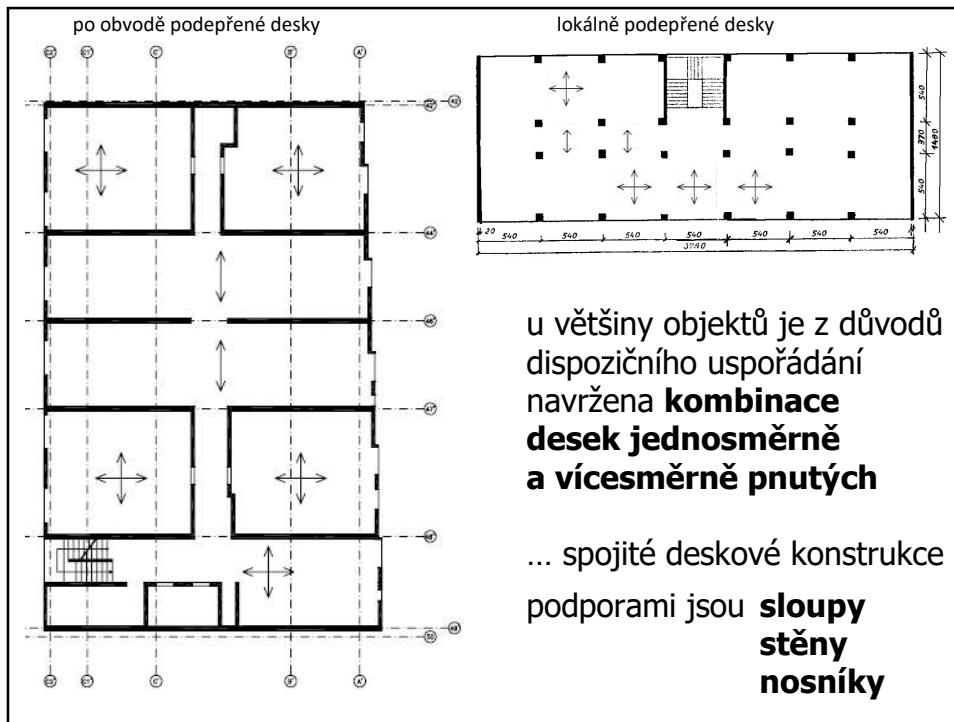 po obvodě podepřené desky
lokálně podepřené desky
540
370
540
1480
20
540
540
540
540
540
540
540
3780
u většiny objektů je z důvodů
dispozičního uspořádání
navržena kombinace
desek jednosměrně
a vícesměrně pnutých
... spojité deskové konstrukce
podporami jsou sloupy
stěny
nosníky